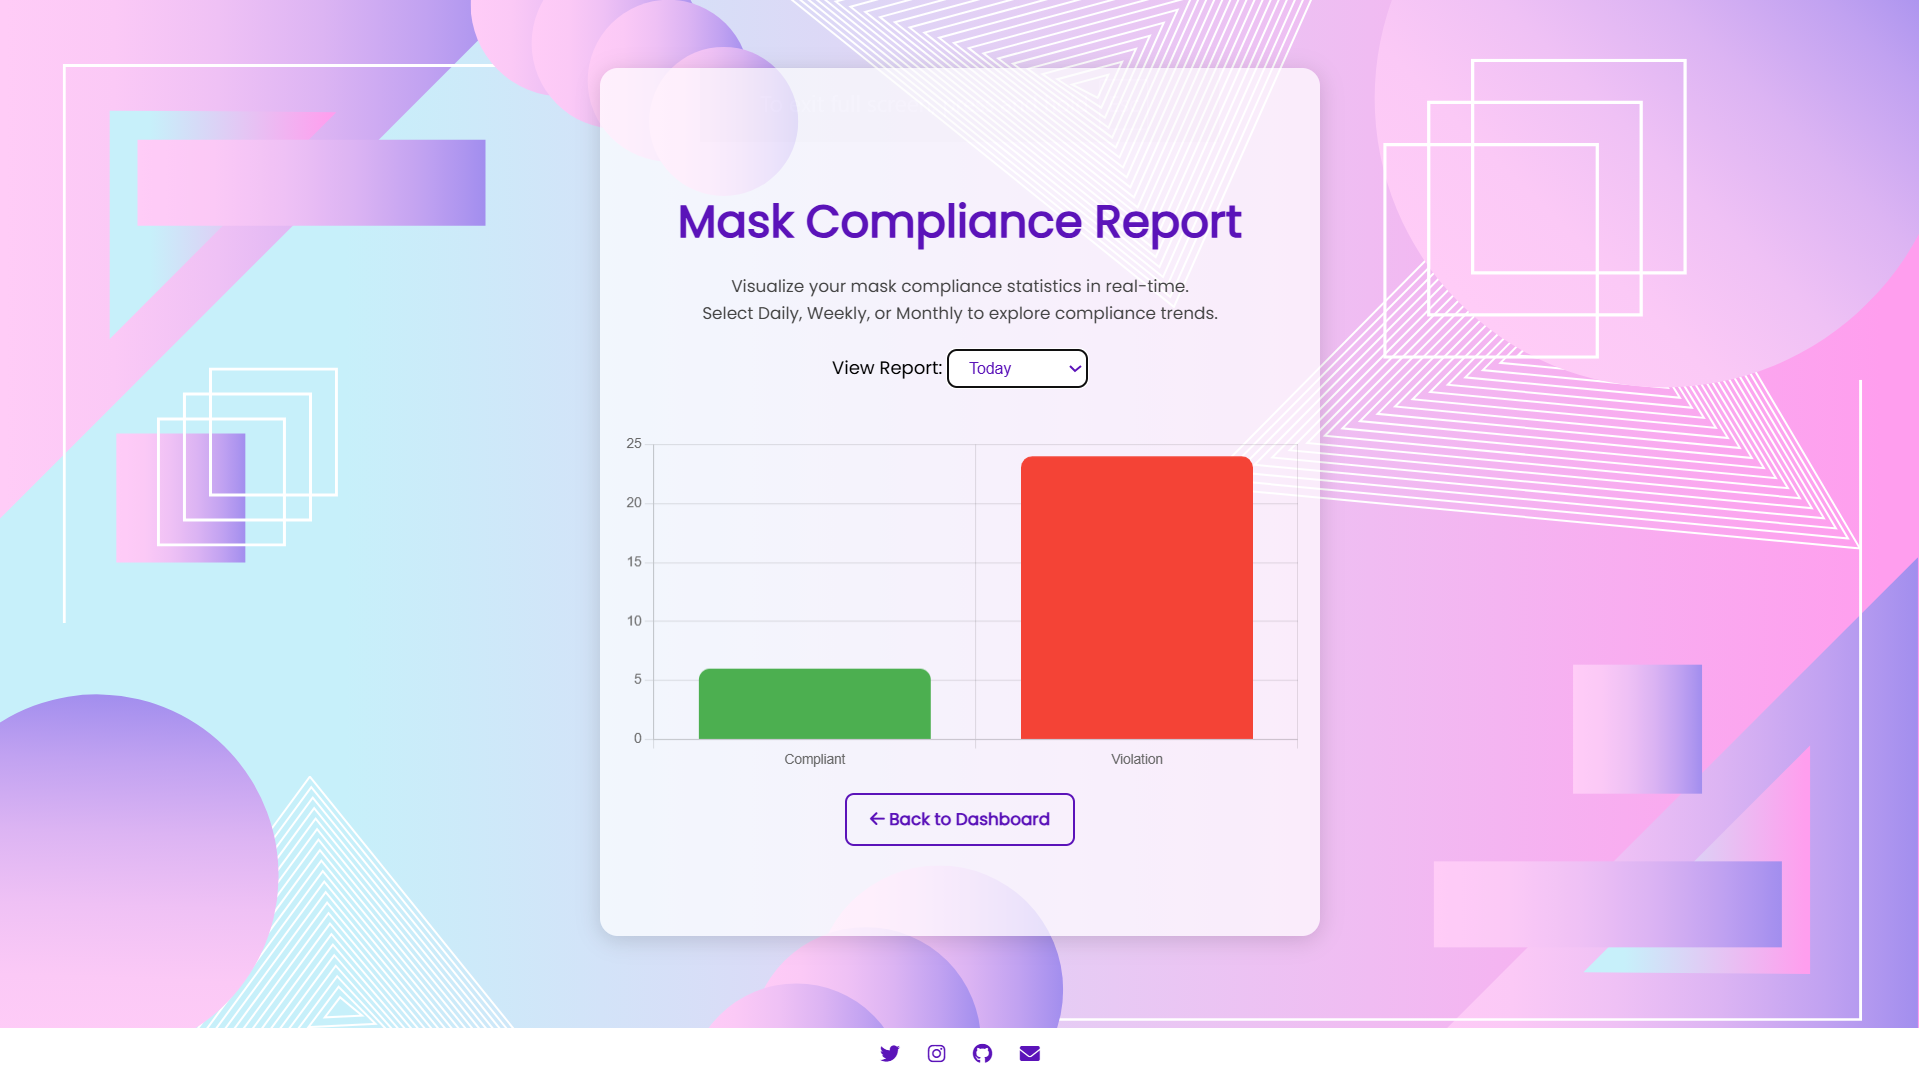 Mask Compliance Report
Visualize your mask compliance statistics in real-time.
Select Daily, Weekly, or Monthly to explore compliance trends.
View Report: Today
25
20
15
10
5
0
Compliant
Violation
Back to Dashboard